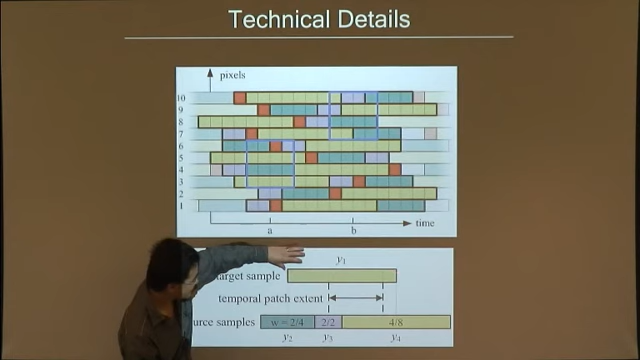 Technical Details
pixels
10
9
8
7
6
5
4
3
2
1
time
a
b
y₁
target sample
temporal patch extent
samples
w = 2/4
2/2
4/8
y₂
y₃
y₄